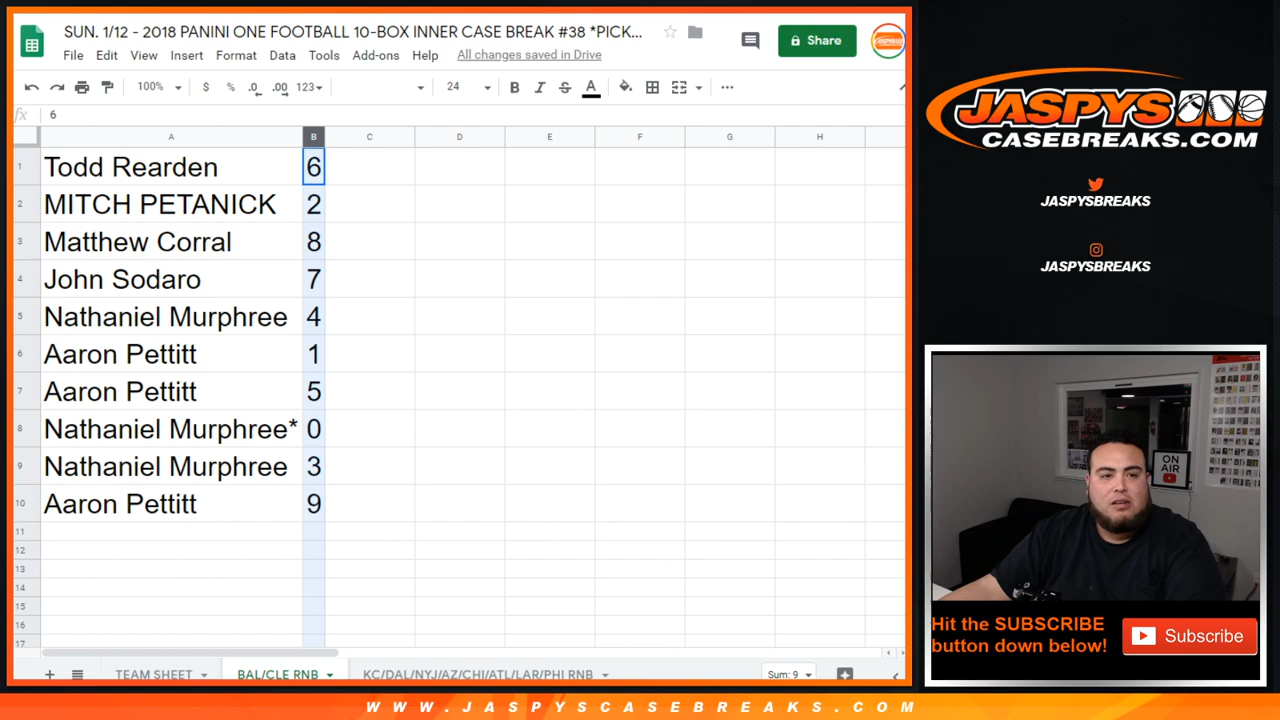 SUN. 1/12 - 2018 PANINI ONE FOOTBALL 10-BOX INNER CASE BREAK #38 *PICK...
File Edit View Insert Format Data Tools Add-ons Help All changes saved in Drive
Share
100% $ % .0 .00 123 24 B I S A
fx 6
A B C D E F G H
1 Todd Rearden 6
2 MITCH PETANICK 2
3 Matthew Corral 8
4 John Sodaro 7
5 Nathaniel Murphree 4
6 Aaron Pettitt 1
7 Aaron Pettitt 5
8 Nathaniel Murphree* 0
9 Nathaniel Murphree 3
10 Aaron Pettitt 9
11
12
13
14
15
16
17
TEAM SHEET BAL/CLE RNB KC/DAL/NYJ/AZ/CHI/ATL/LAR/PHI RNB Sum: 9
JASPYS
CASEBREAKS.COM
JASPYSBREAKS
JASPYSBREAKS
ON
AIR
Hit the SUBSCRIBE
button down below!
Subscribe
WWW.JASPYSCASEBREAKS.COM